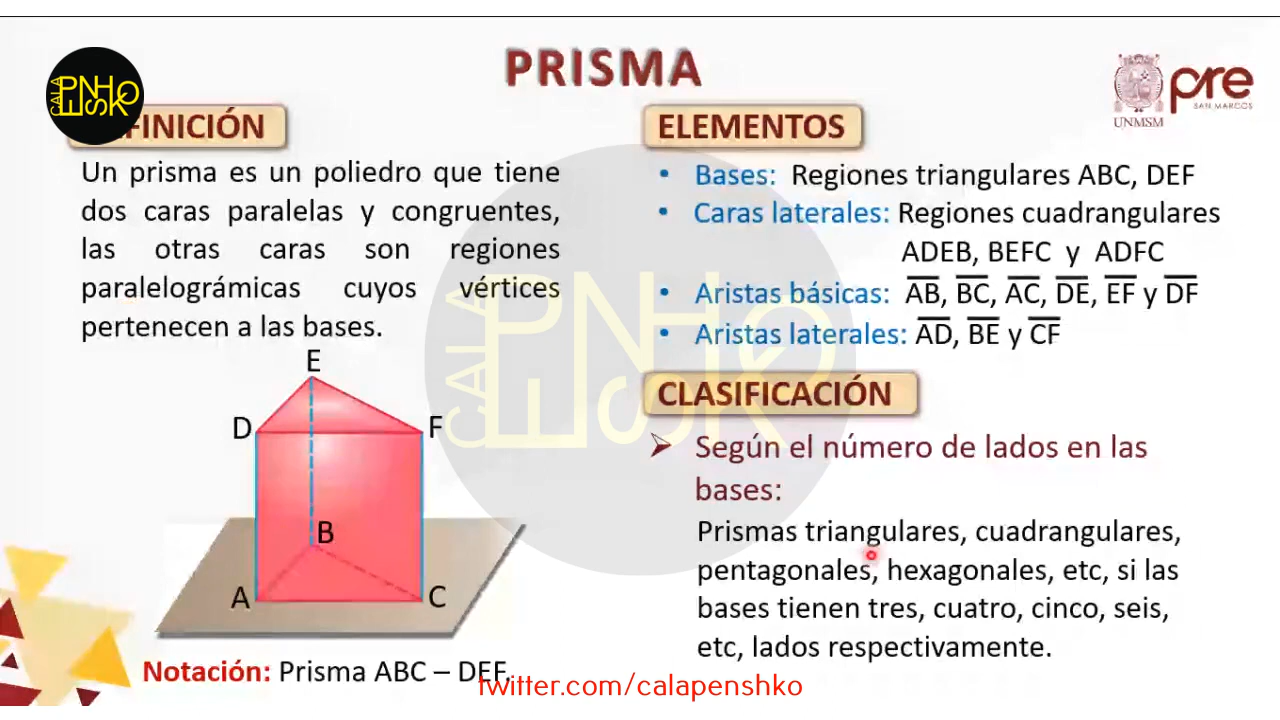 PRISMA
CALA
PNHO
ESK
UNMSM
pre
SAN MARCOS
FINICIÓN
Un prisma es un poliedro que tiene
dos caras paralelas y congruentes,
las otras caras son regiones
paralelográmicas cuyos vértices
pertenecen a las bases.
E
D
F
B
A
C
Notación: Prisma ABC – DEF.
ELEMENTOS
• Bases: Regiones triangulares ABC, DEF
• Caras laterales: Regiones cuadrangulares
ADEB, BEFC y ADFC
• Aristas básicas: AB, BC, AC, DE, EF y DF
• Aristas laterales: AD, BE y CF
CLASIFICACIÓN
➢ Según el número de lados en las
bases:
Prismas triangulares, cuadrangulares,
pentagonales, hexagonales, etc, si las
bases tienen tres, cuatro, cinco, seis,
etc, lados respectivamente.
twitter.com/calapenshko